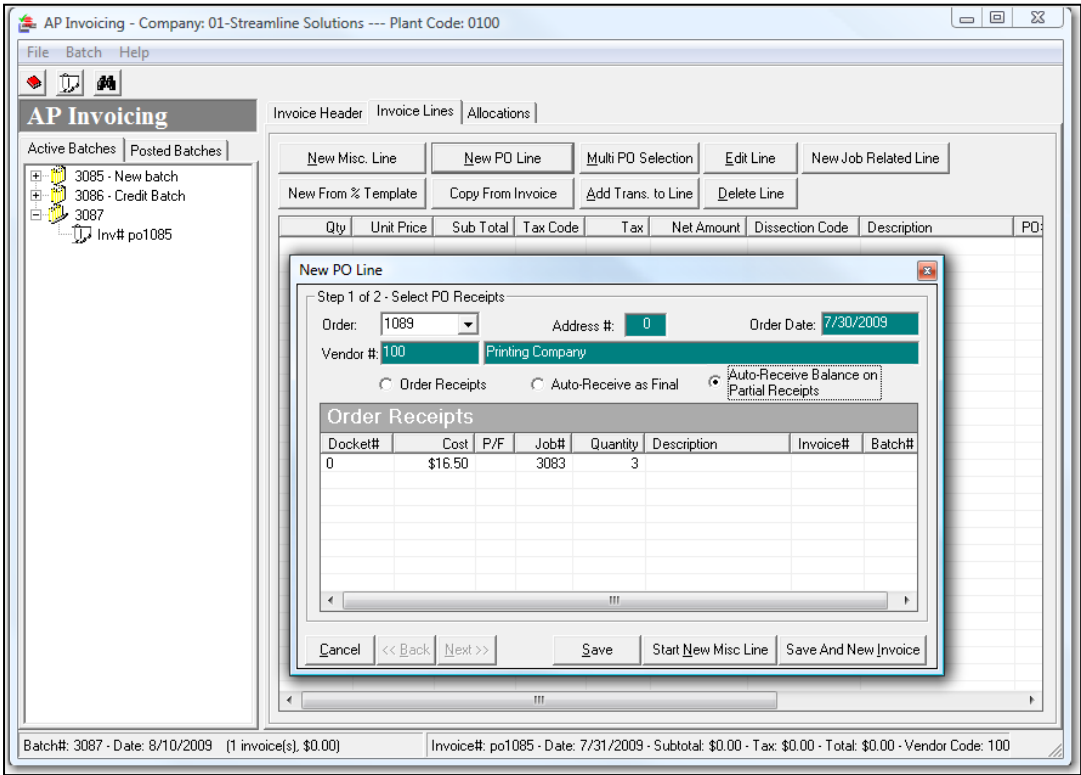 AP Invoicing - Company: 01-Streamline Solutions --- Plant Code: 0100
File Batch Help
AP Invoicing
Active Batches Posted Batches
3085 - New batch
3086 - Credit Batch
3087
Inv# po1085
Invoice Header Invoice Lines Allocations
New Misc. Line New PO Line Multi PO Selection Edit Line New Job Related Line
New From % Template Copy From Invoice Add Trans. to Line Delete Line
Qty Unit Price Sub Total Tax Code Tax Net Amount Dissection Code Description PO#
New PO Line
Step 1 of 2 - Select PO Receipts
Order: 1089 Address #: 0 Order Date: 7/30/2009
Vendor #: 100 Printing Company
Order Receipts Auto-Receive as Final Auto-Receive Balance on
Partial Receipts
Order Receipts
Docket# Cost P/F Job# Quantity Description Invoice# Batch#
0 $16.50 3083 3
Cancel << Back Next >> Save Start New Misc Line Save And New Invoice
Batch#: 3087 - Date: 8/10/2009 (1 invoice(s), $0.00) Invoice#: po1085 - Date: 7/31/2009 - Subtotal: $0.00 - Tax: $0.00 - Total: $0.00 - Vendor Code: 100